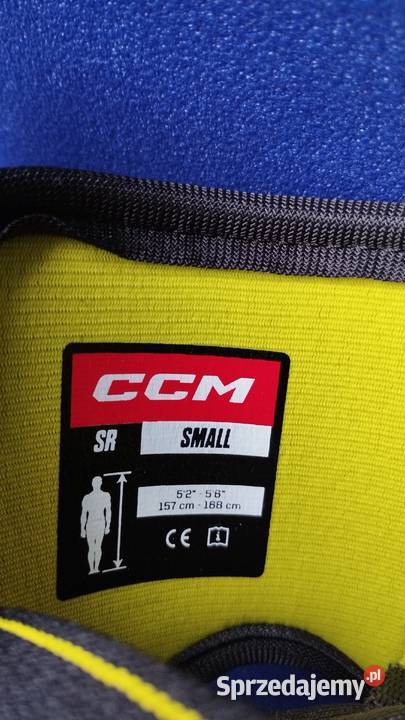 CCM
SR SMALL
5'2" - 5'6"
157 cm - 168 cm
CE
Sprzedajemy.pl